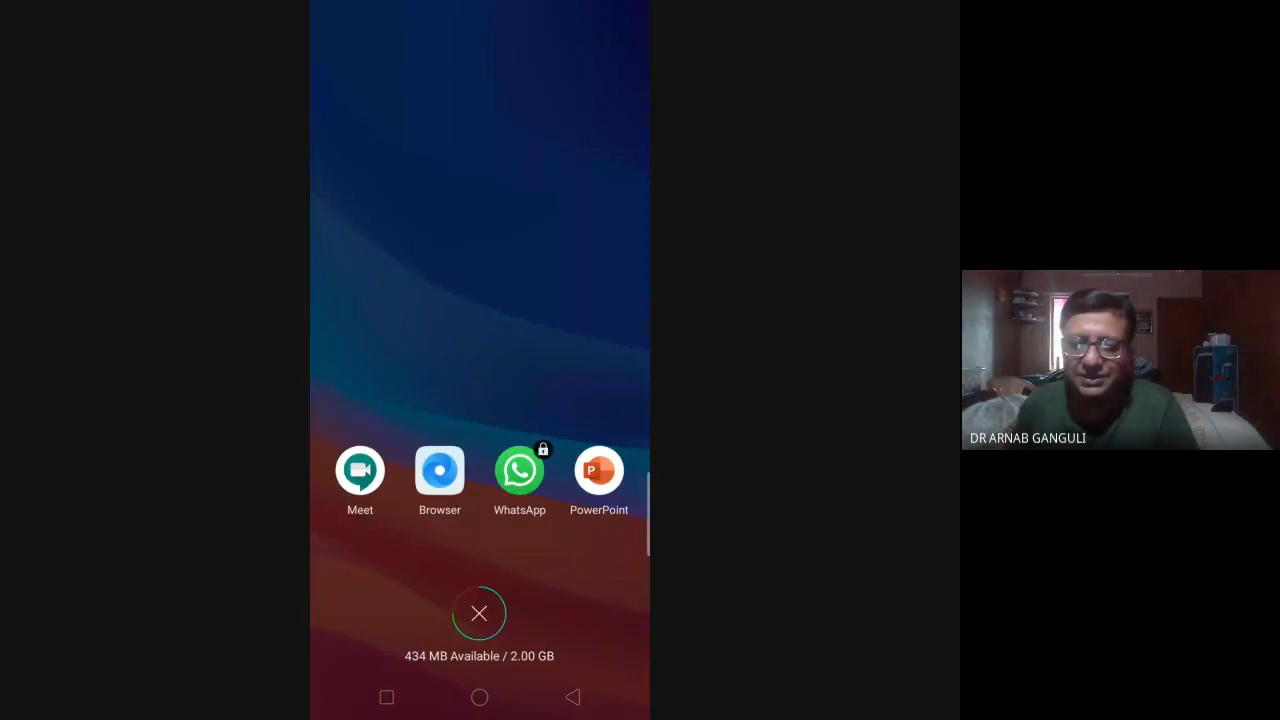 Meet
Browser
WhatsApp
PowerPoint
P
434 MB Available / 2.00 GB
DR ARNAB GANGULI